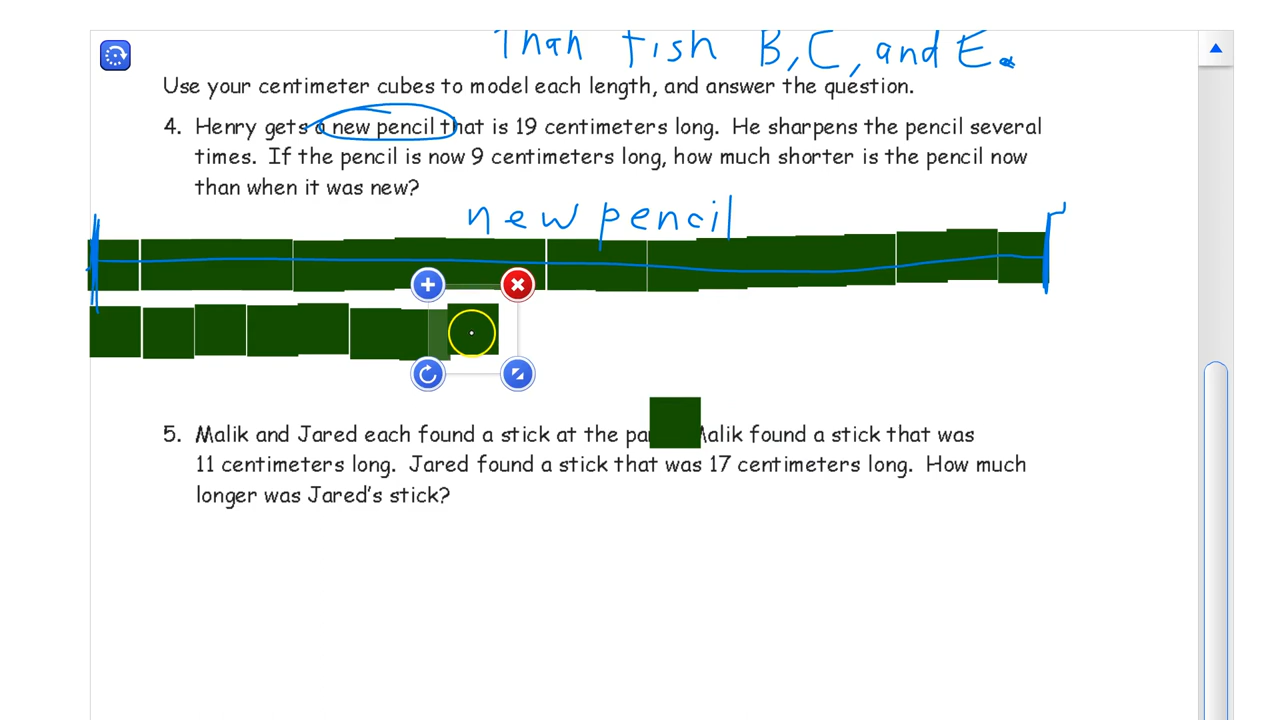 Than fish B, C, and E.
Use your centimeter cubes to model each length, and answer the question.
4. Henry gets a new pencil that is 19 centimeters long. He sharpens the pencil several
times. If the pencil is now 9 centimeters long, how much shorter is the pencil now
than when it was new?
new pencil
5. Malik and Jared each found a stick at the pa Malik found a stick that was
11 centimeters long. Jared found a stick that was 17 centimeters long. How much
longer was Jared's stick?